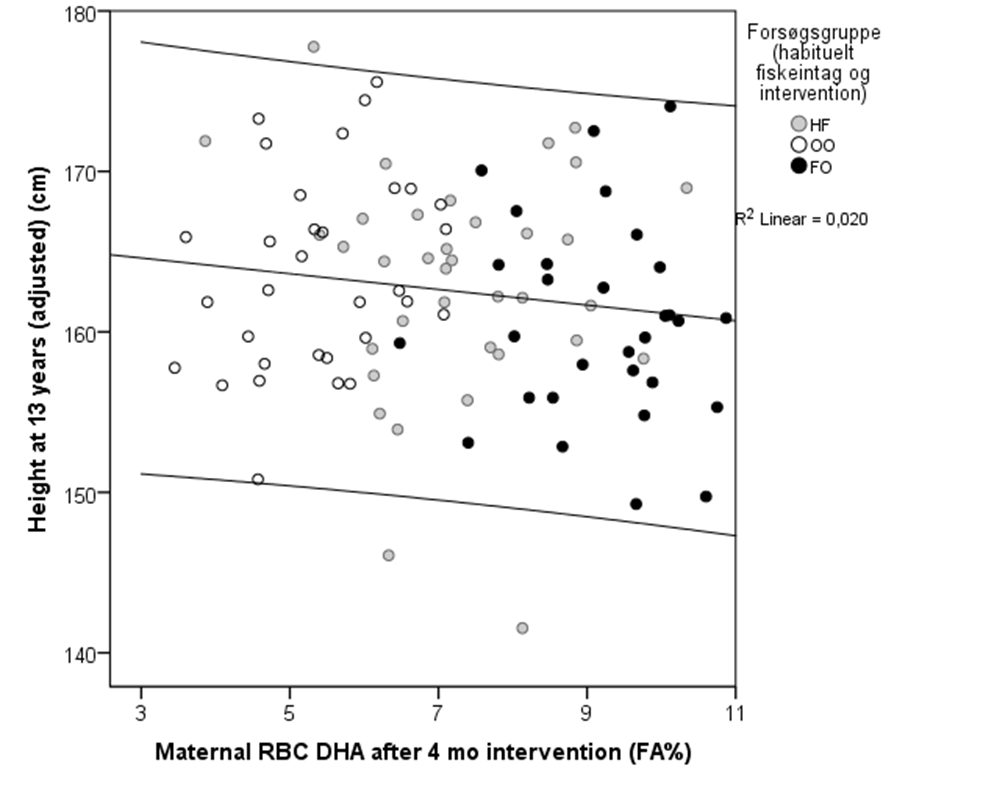 180
170
160
150
140
Height at 13 years (adjusted) (cm)
3 5 7 9 11
Maternal RBC DHA after 4 mo intervention (FA%)
Forsøgsgruppe
(habituelt
fiskeintag og
intervention)
HF
OO
FO
R² Linear = 0,020